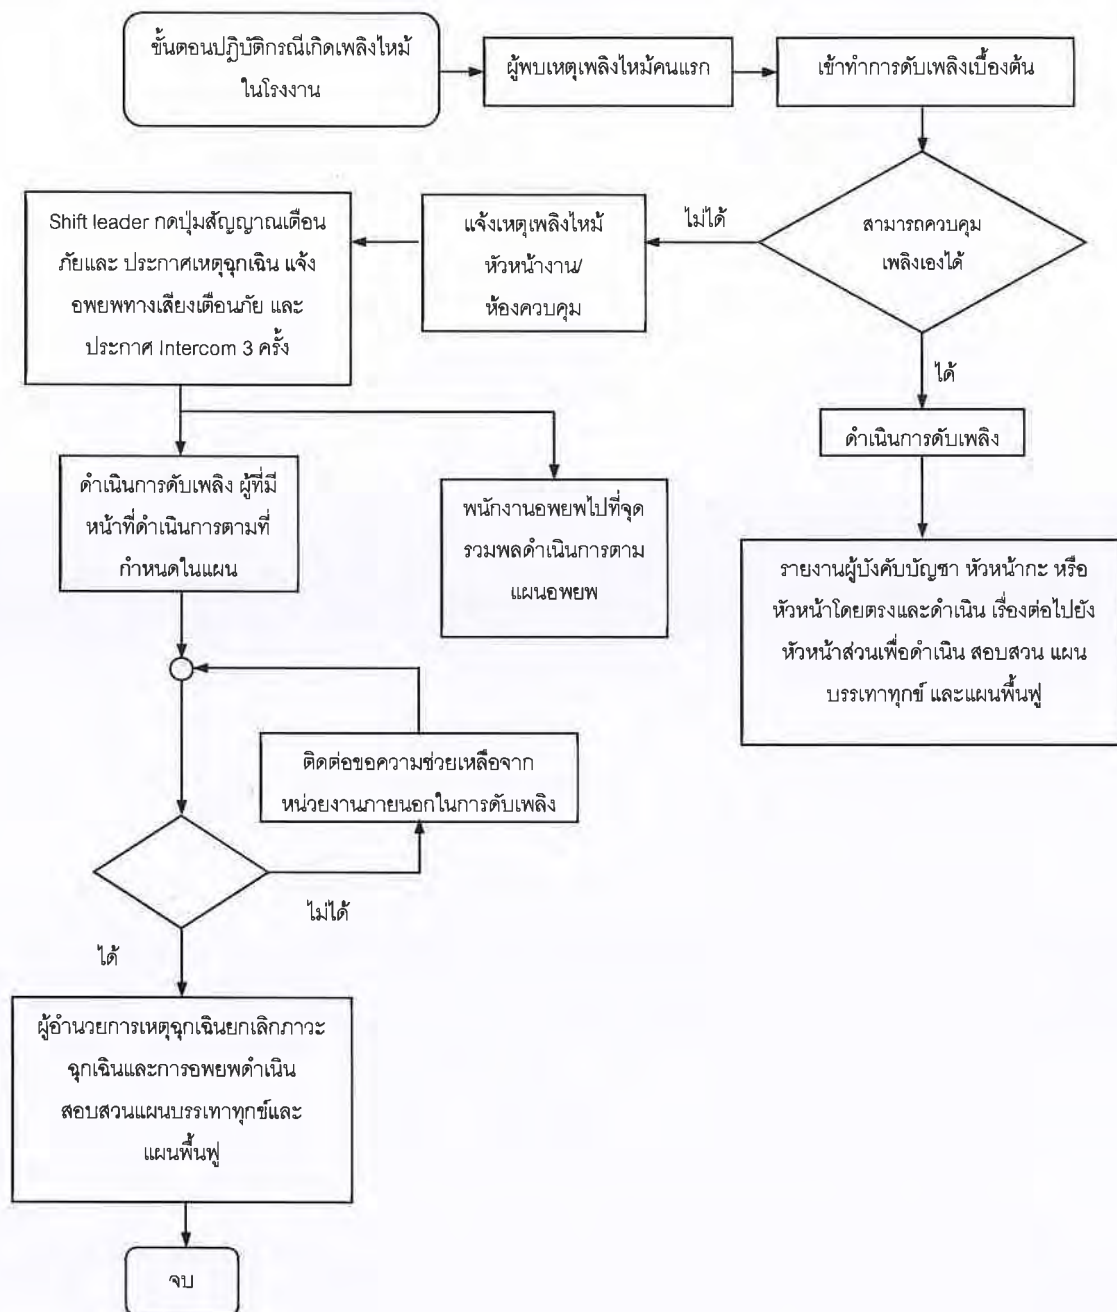 ขั้นตอนปฏิบัติกรณีเกิดเพลิงไหม้
ในโรงงาน
ผู้พบเหตุเพลิงไหม้คนแรก
เข้าทำการดับเพลิงเบื้องต้น
สามารถควบคุม
เพลิงเองได้
ไม่ได้
แจ้งเหตุเพลิงไหม้
หัวหน้างาน/
ห้องควบคุม
Shift leader กดปุ่มสัญญาณเตือน
ภัยและ ประกาศเหตุฉุกเฉิน แจ้ง
อพยพทางเสียงเตือนภัย และ
ประกาศ Intercom 3 ครั้ง
ได้
ดำเนินการดับเพลิง
รายงานผู้บังคับบัญชา หัวหน้ากะ หรือ
หัวหน้าโดยตรงและดำเนิน เรื่องต่อไปยัง
หัวหน้าส่วนเพื่อดำเนิน สอบสวน แผน
บรรเทาทุกข์ และแผนพื้นฟู
ดำเนินการดับเพลิง ผู้ที่มี
หน้าที่ดำเนินการตามที่
กำหนดในแผน
พนักงานอพยพไปที่จุด
รวมพลดำเนินการตาม
แผนอพยพ
ติดต่อขอความช่วยเหลือจาก
หน่วยงานภายนอกในการดับเพลิง
ไม่ได้
ได้
ผู้อำนวยการเหตุฉุกเฉินยกเลิกภาวะ
ฉุกเฉินและการอพยพดำเนิน
สอบสวนแผนบรรเทาทุกข์และ
แผนพื้นฟู
จบ